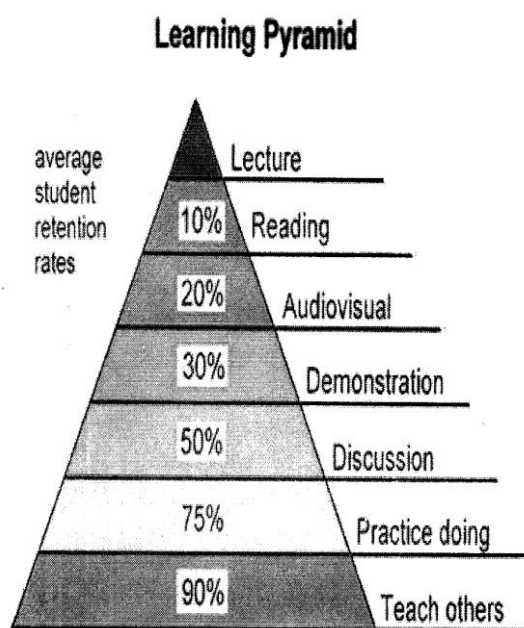 Learning Pyramid
average
student
retention
rates
Lecture
10% Reading
20% Audiovisual
30% Demonstration
50% Discussion
75% Practice doing
90% Teach others